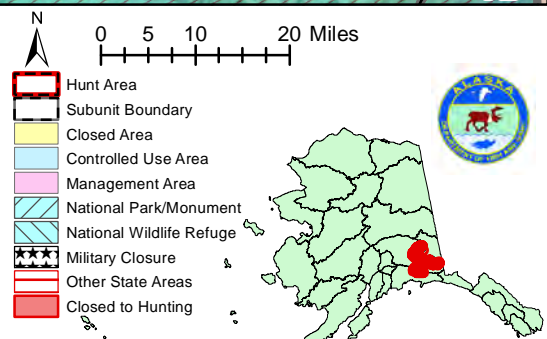 N
0 5 10 20 Miles
Hunt Area
Subunit Boundary
Closed Area
Controlled Use Area
Management Area
National Park/Monument
National Wildlife Refuge
Military Closure
Other State Areas
Closed to Hunting
ALASKA
DEPARTMENT OF FISH AND GAME